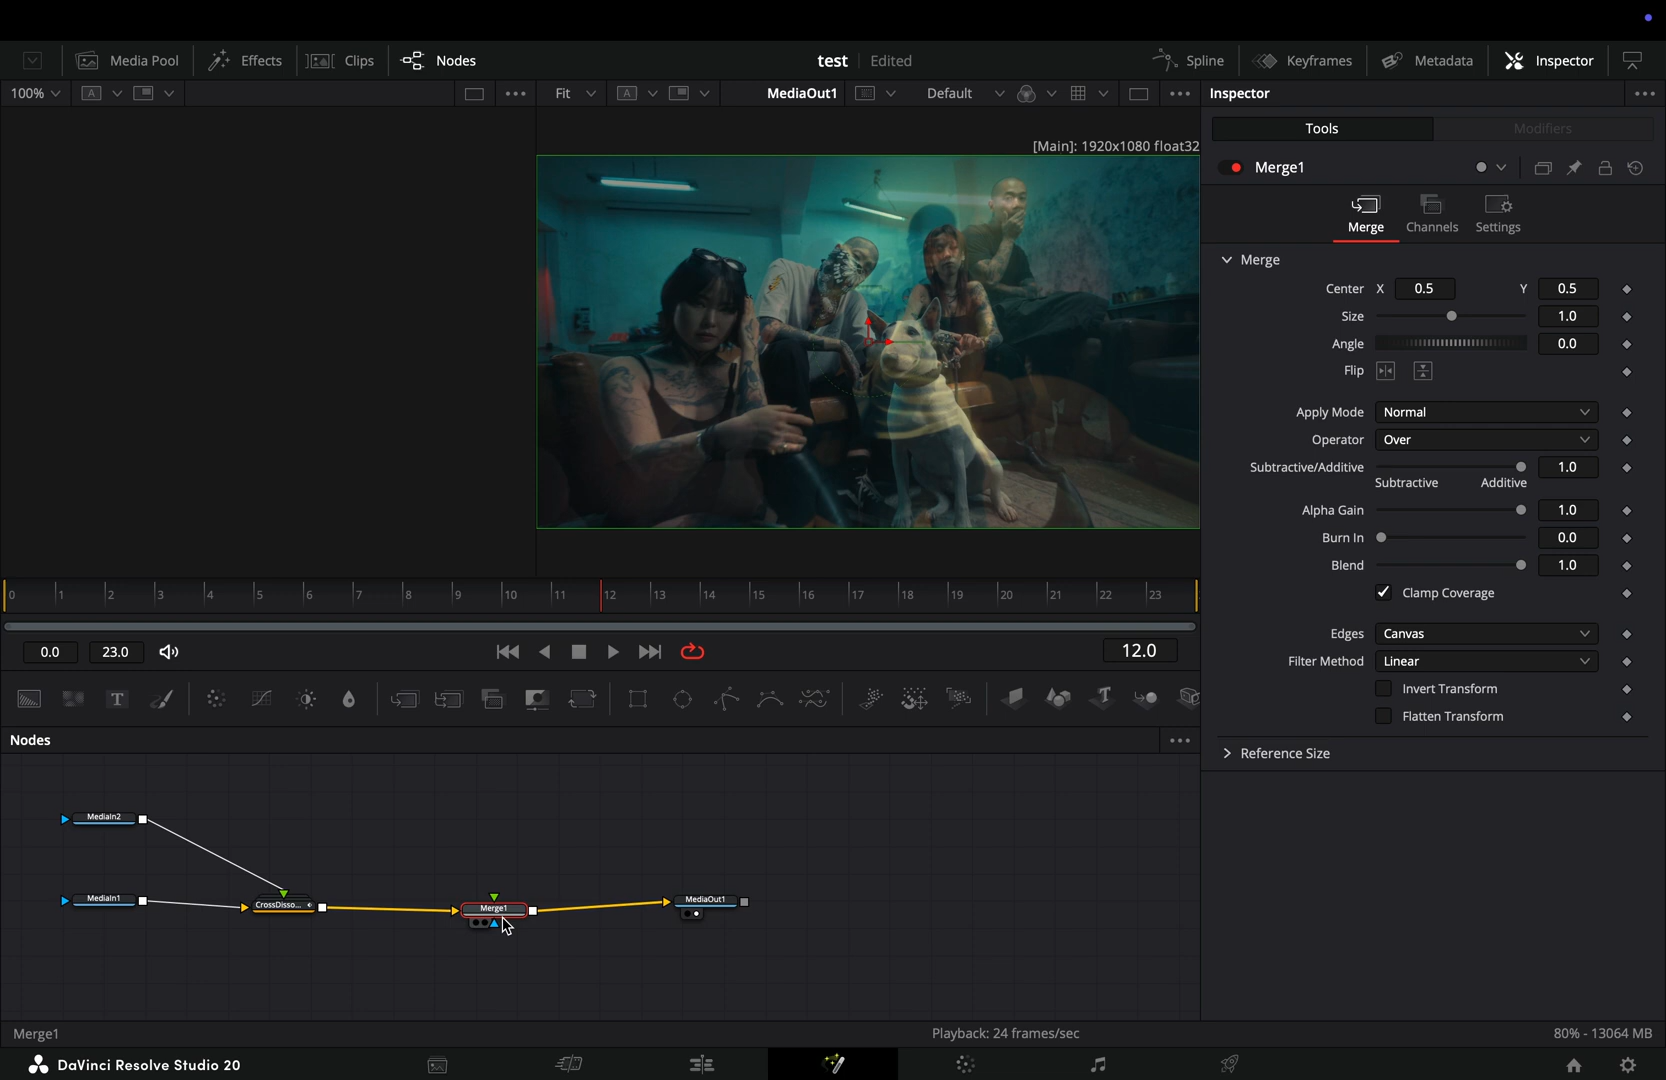 Media Pool Effects Clips Nodes test Edited Spline Keyframes Metadata Inspector
100% A Fit A MediaOut1 Default Inspector
Tools Modifiers
[Main]: 1920x1080 float32
Merge1
Merge Channels Settings
Merge
Center X 0.5 Y 0.5
Size 1.0
Angle 0.0
Flip
Apply Mode Normal
Operator Over
Subtractive/Additive 1.0
Subtractive Additive
Alpha Gain 1.0
Burn In 0.0
Blend 1.0
Clamp Coverage
Edges Canvas
Filter Method Linear
Invert Transform
Flatten Transform
Reference Size
0 1 2 3 4 5 6 7 8 9 10 11 12 13 14 15 16 17 18 19 20 21 22 23
0.0 23.0 12.0
T T
Nodes
MediaIn2
MediaIn1 CrossDisso... Merge1 MediaOut1
Merge1 Playback: 24 frames/sec 80% - 13064 MB
DaVinci Resolve Studio 20